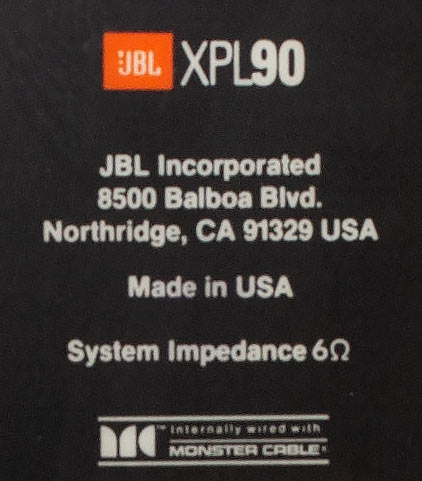 JBL XPL90
JBL Incorporated
8500 Balboa Blvd.
Northridge, CA 91329 USA
Made in USA
System Impedance 6Ω
MC™ Internally wired with
MONSTER CABLE®